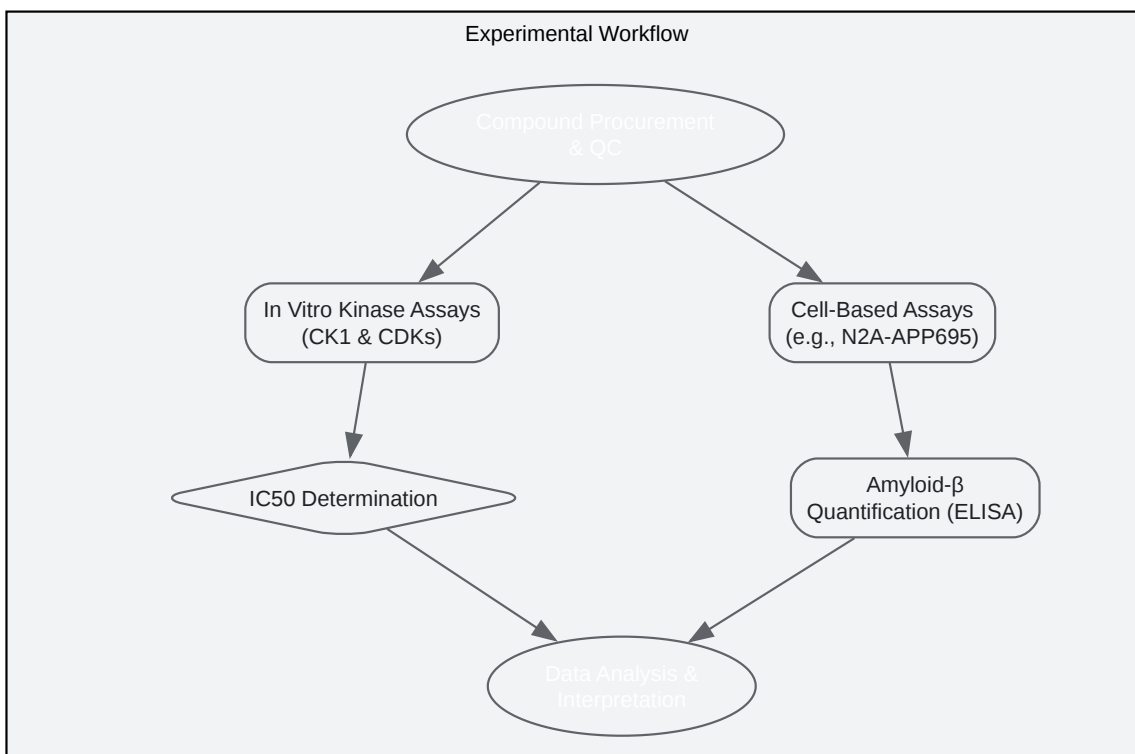 Experimental Workflow
Compound Procurement
& QC
In Vitro Kinase Assays
(CK1 & CDKs)
Cell-Based Assays
(e.g., N2A-APP695)
IC50 Determination
Amyloid-β
Quantification (ELISA)
Data Analysis &
Interpretation